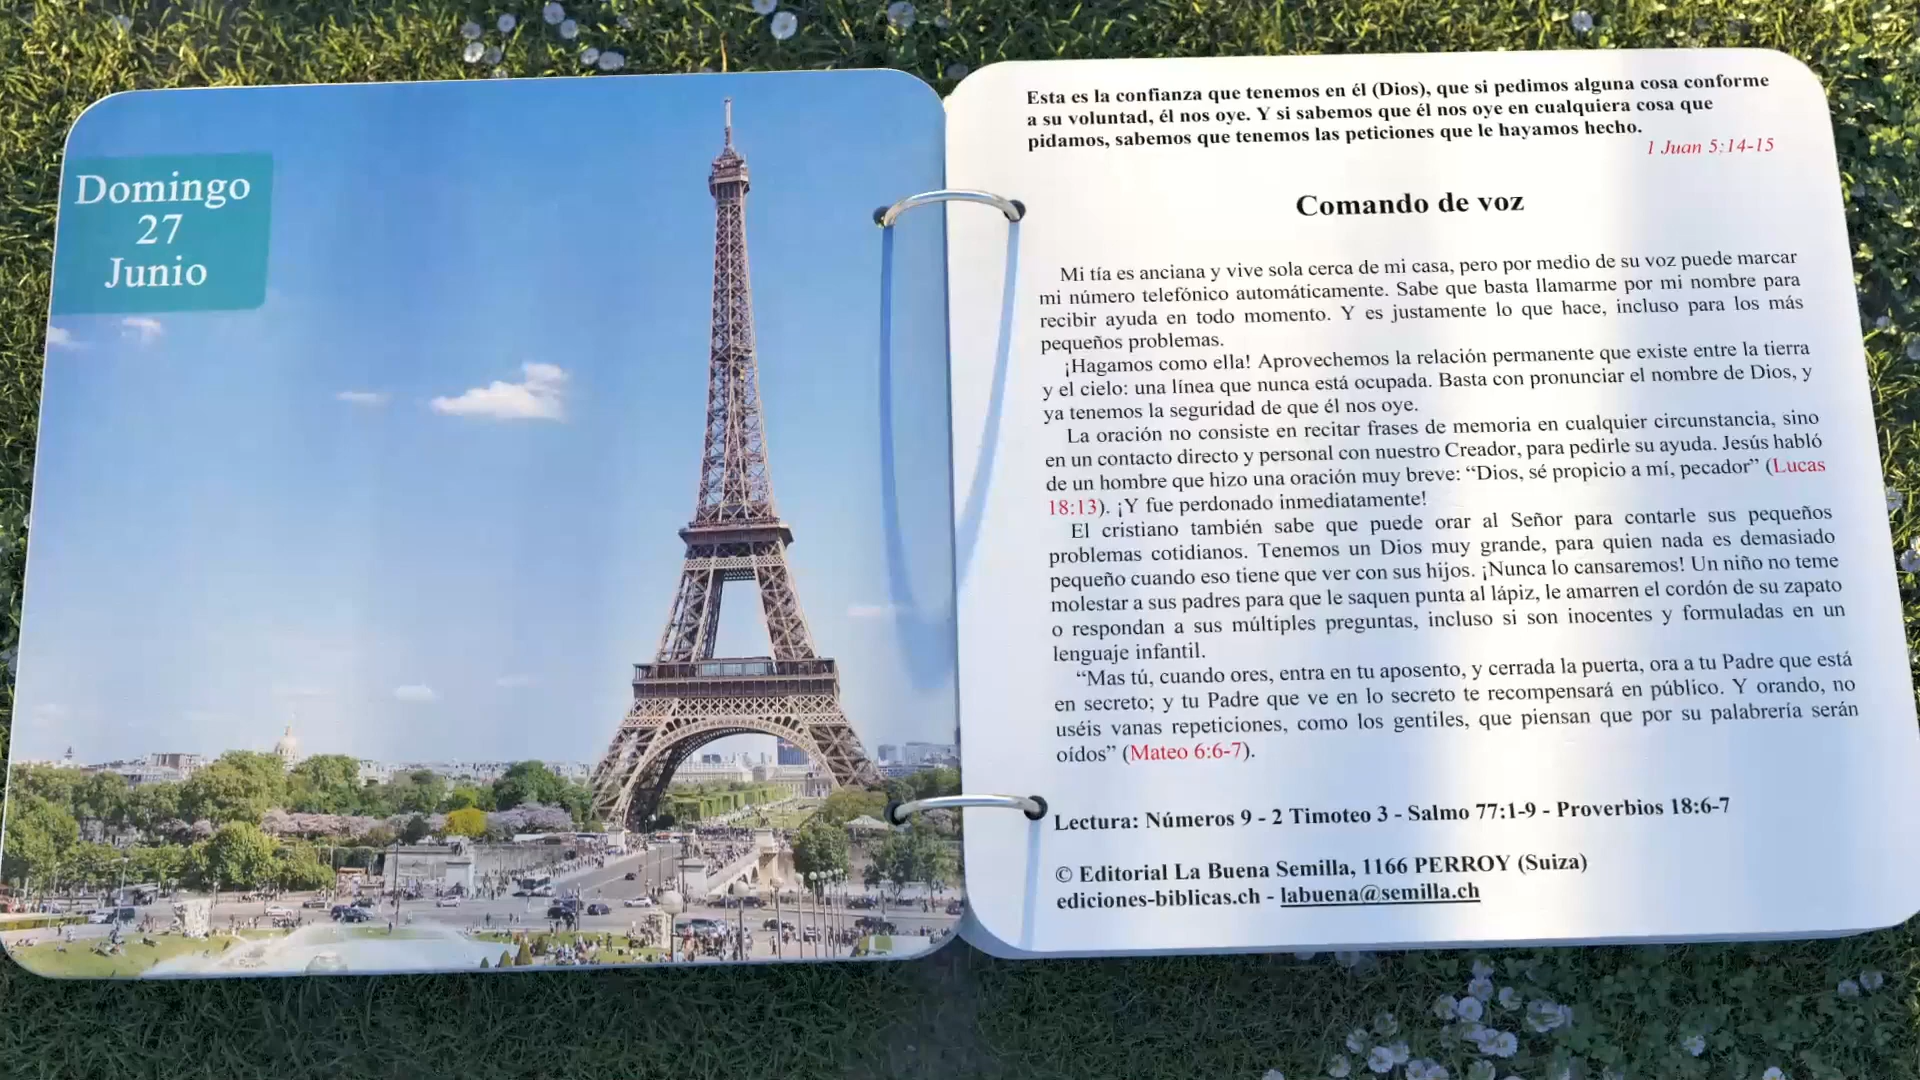 Domingo
27
Junio
Esta es la confianza que tenemos en él (Dios), que si pedimos alguna cosa conforme
a su voluntad, él nos oye. Y si sabemos que él nos oye en cualquiera cosa que
pidamos, sabemos que tenemos las peticiones que le hayamos hecho.
1 Juan 5:14-15
Comando de voz
Mi tía es anciana y vive sola cerca de mi casa, pero por medio de su voz puede marcar
mi número telefónico automáticamente. Sabe que basta llamarme por mi nombre para
recibir ayuda en todo momento. Y es justamente lo que hace, incluso para los más
pequeños problemas.
¡Hagamos como ella! Aprovechemos la relación permanente que existe entre la tierra
y el cielo: una línea que nunca está ocupada. Basta con pronunciar el nombre de Dios, y
ya tenemos la seguridad de que él nos oye.
La oración no consiste en recitar frases de memoria en cualquier circunstancia, sino
en un contacto directo y personal con nuestro Creador, para pedirle su ayuda. Jesús habló
de un hombre que hizo una oración muy breve: “Dios, sé propicio a mí, pecador” (Lucas
18:13). ¡Y fue perdonado inmediatamente!
El cristiano también sabe que puede orar al Señor para contarle sus pequeños
problemas cotidianos. Tenemos un Dios muy grande, para quien nada es demasiado
pequeño cuando eso tiene que ver con sus hijos. ¡Nunca lo cansaremos! Un niño no teme
molestar a sus padres para que le saquen punta al lápiz, le amarren el cordón de su zapato
o respondan a sus múltiples preguntas, incluso si son inocentes y formuladas en un
lenguaje infantil.
“Mas tú, cuando ores, entra en tu aposento, y cerrada la puerta, ora a tu Padre que está
en secreto; y tu Padre que ve en lo secreto te recompensará en público. Y orando, no
uséis vanas repeticiones, como los gentiles, que piensan que por su palabrería serán
oídos” (Mateo 6:6-7).
Lectura: Números 9 - 2 Timoteo 3 - Salmo 77:1-9 - Proverbios 18:6-7
© Editorial La Buena Semilla, 1166 PERROY (Suiza)
ediciones-biblicas.ch - labuena@semilla.ch